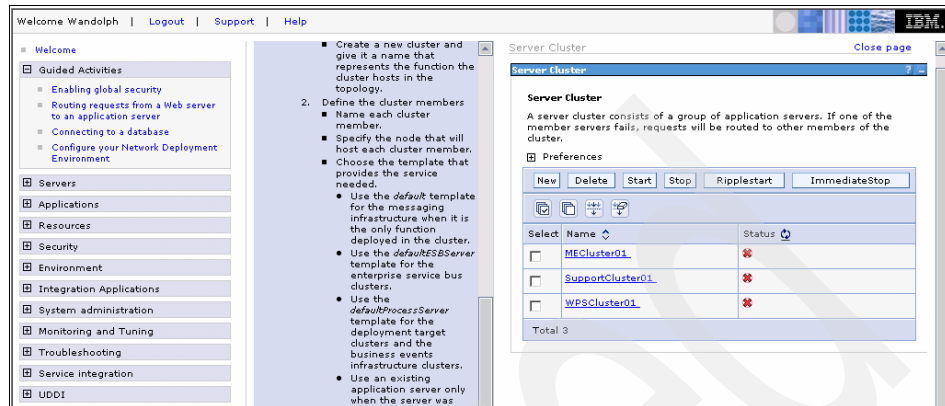 Welcome Wandolph | Logout | Support | Help
IBM.
Welcome
Guided Activities
Enabling global security
Routing requests from a Web server
to an application server
Connecting to a database
Configure your Network Deployment
Environment
Servers
Applications
Resources
Security
Environment
Integration Applications
System administration
Monitoring and Tuning
Troubleshooting
Service integration
UDDI
Create a new cluster and
give it a name that
represents the function the
cluster hosts in the
topology.
2. Define the cluster members
Name each cluster
member.
Specify the node that will
host each cluster member.
Choose the template that
provides the service
needed.
Use the default template
for the messaging
infrastructure when it is
the only function
deployed in the cluster.
Use the defaultESBServer
template for the
enterprise service bus
clusters.
Use the
defaultProcessServer
template for the
deployment target
clusters and the
business events
infrastructure clusters.
Use an existing
application server only
when the server was
Server Cluster Close page
Server Cluster ? –
Server Cluster
A server cluster consists of a group of application servers. If one of the
member servers fails, requests will be routed to other members of the
cluster.
Preferences
New Delete Start Stop Ripplestart ImmediateStop
Select Name Status
MECluster01
SupportCluster01
WPSCluster01
Total 3